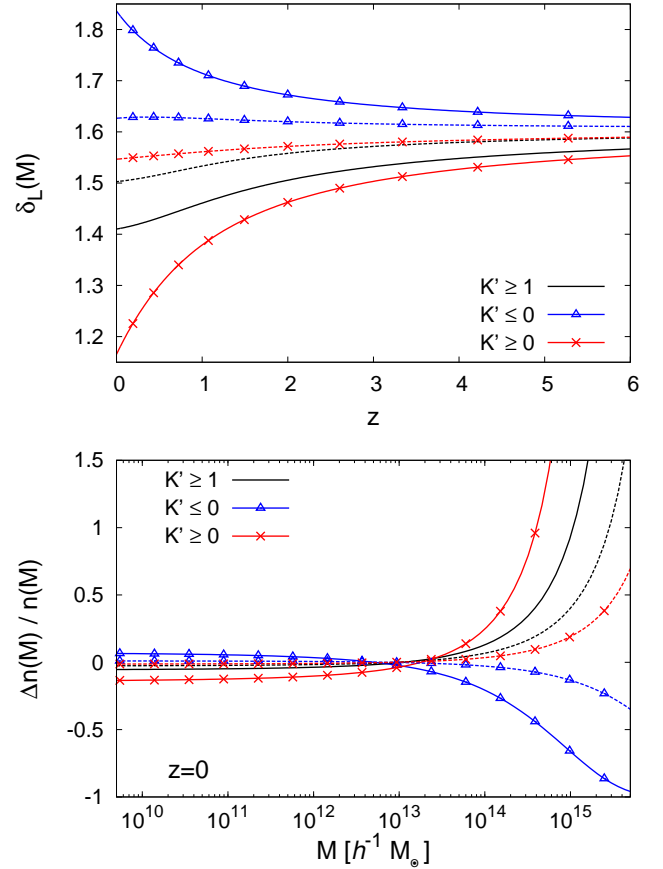 δ_L(M)
1.8
1.7
1.6
1.5
1.4
1.3
1.2
K' ≥ 1
K' ≤ 0
K' ≥ 0
0 1 2 3 4 5 6
z
Δn(M) / n(M)
1.5
1
0.5
0
-0.5
-1
K' ≥ 1
K' ≤ 0
K' ≥ 0
z=0
10^10 10^11 10^12 10^13 10^14 10^15
M [h^-1 M_⊙]